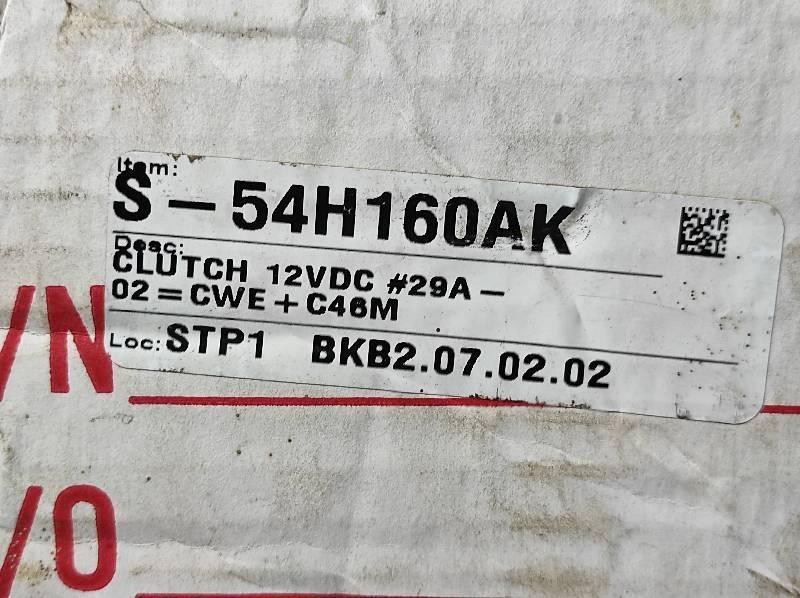 Item:
S-54H160AK
Desc:
CLUTCH 12VDC #29A-
02=CWE+C46M
Loc: STP1 BKB2.07.02.02
/N
/O